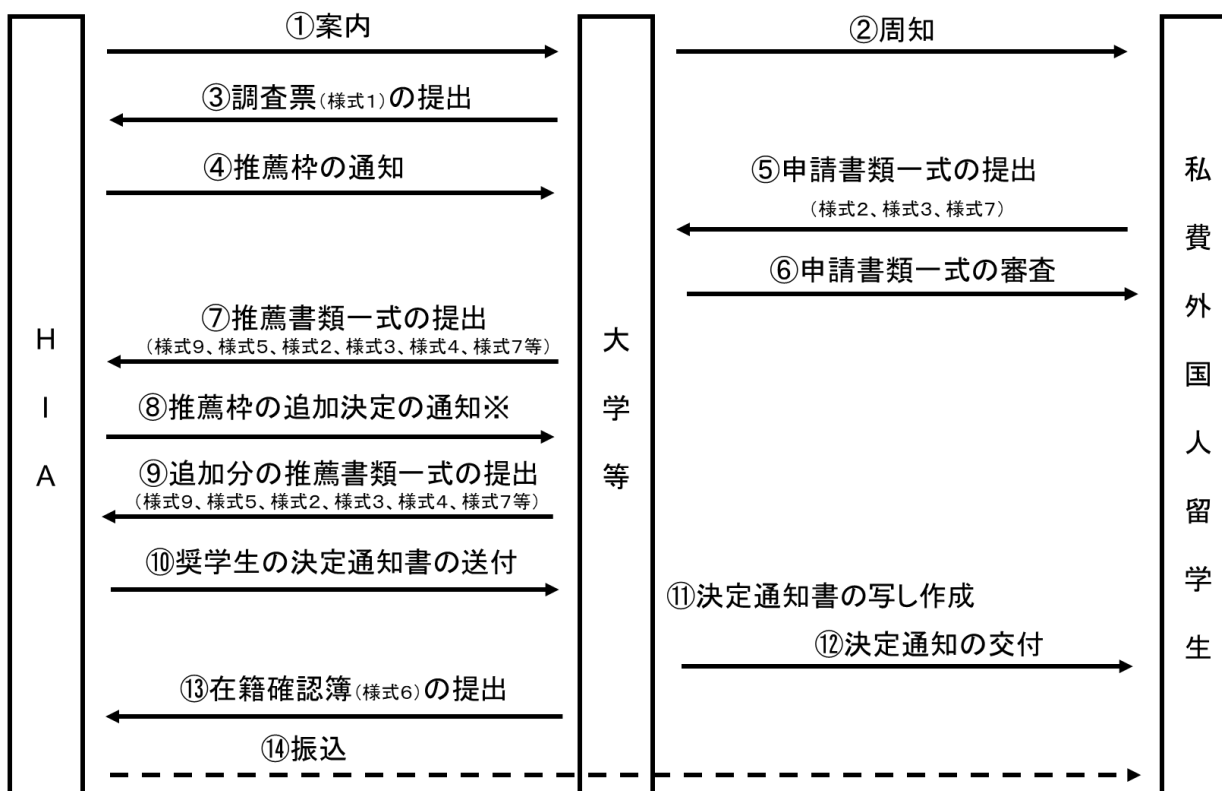 ①案内
②周知
③調査票(様式1)の提出
④推薦枠の通知
⑤申請書類一式の提出
(様式2、様式3、様式7)
⑥申請書類一式の審査
⑦推薦書類一式の提出
(様式9、様式5、様式2、様式3、様式4、様式7等)
⑧推薦枠の追加決定の通知※
⑨追加分の推薦書類一式の提出
(様式9、様式5、様式2、様式3、様式4、様式7等)
⑩奨学生の決定通知書の送付
⑪決定通知書の写し作成
⑫決定通知の交付
⑬在籍確認簿(様式6)の提出
⑭振込
HIA
大学等
私費外国人留学生